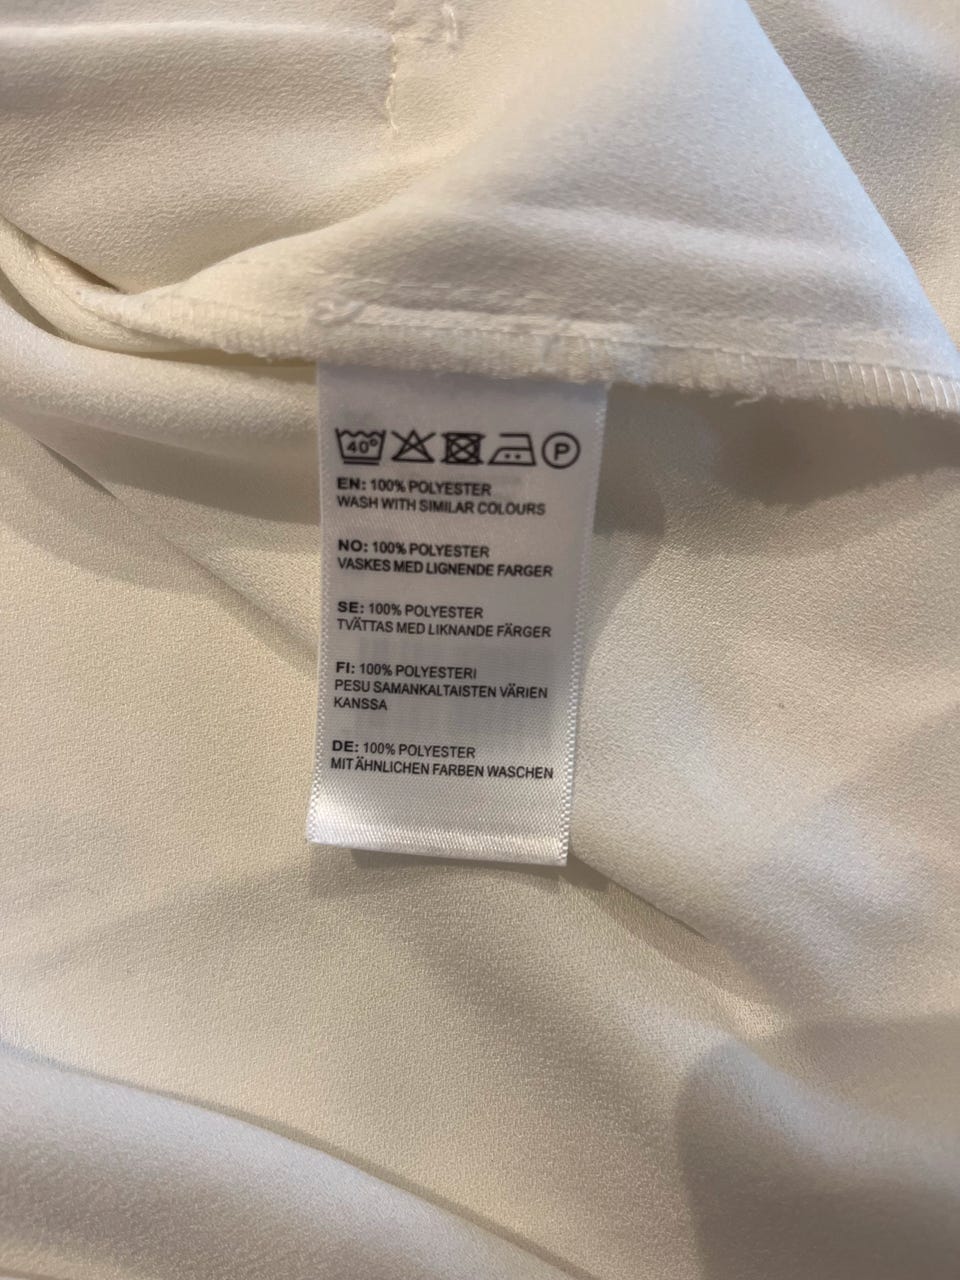 40°
P
EN: 100% POLYESTER
WASH WITH SIMILAR COLOURS
NO: 100% POLYESTER
VASKES MED LIGNENDE FARGER
SE: 100% POLYESTER
TVÄTTAS MED LIKNANDE FÄRGER
FI: 100% POLYESTERI
PESU SAMANKALTAISTEN VÄRIEN
KANSSA
DE: 100% POLYESTER
MIT ÄHNLICHEN FARBEN WASCHEN